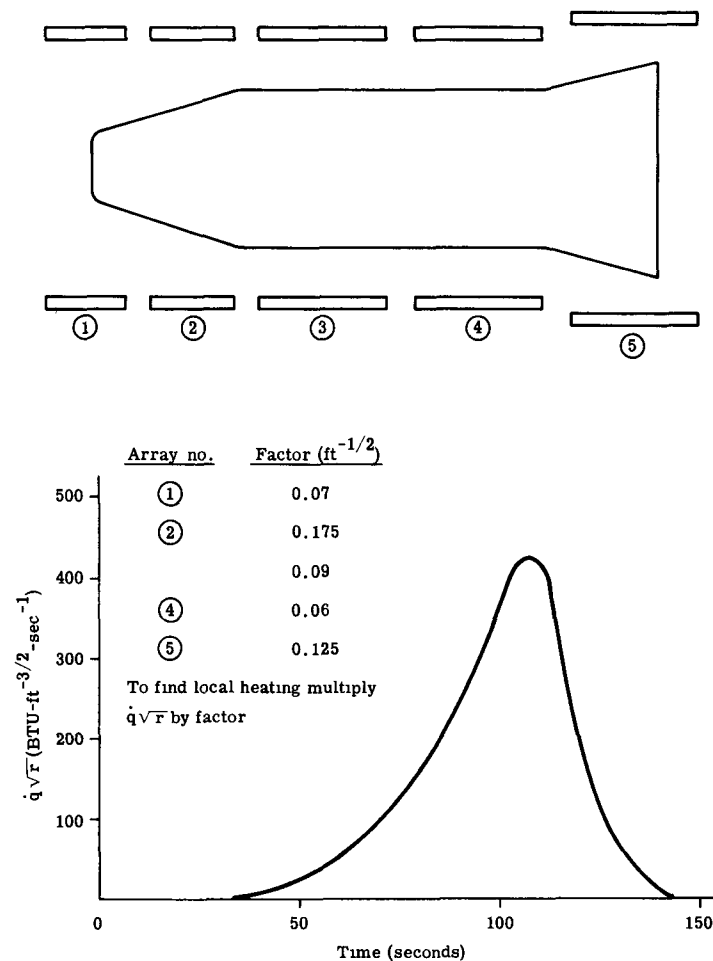 ①
②
③
④
⑤
Array no. Factor (ft^-1/2)
① 0.07
② 0.175
0.09
④ 0.06
⑤ 0.125
To find local heating multiply
q̇√r by factor
500
400
300
200
100
q̇√r (BTU-ft^-3/2-sec^-1)
0 50 100 150
Time (seconds)